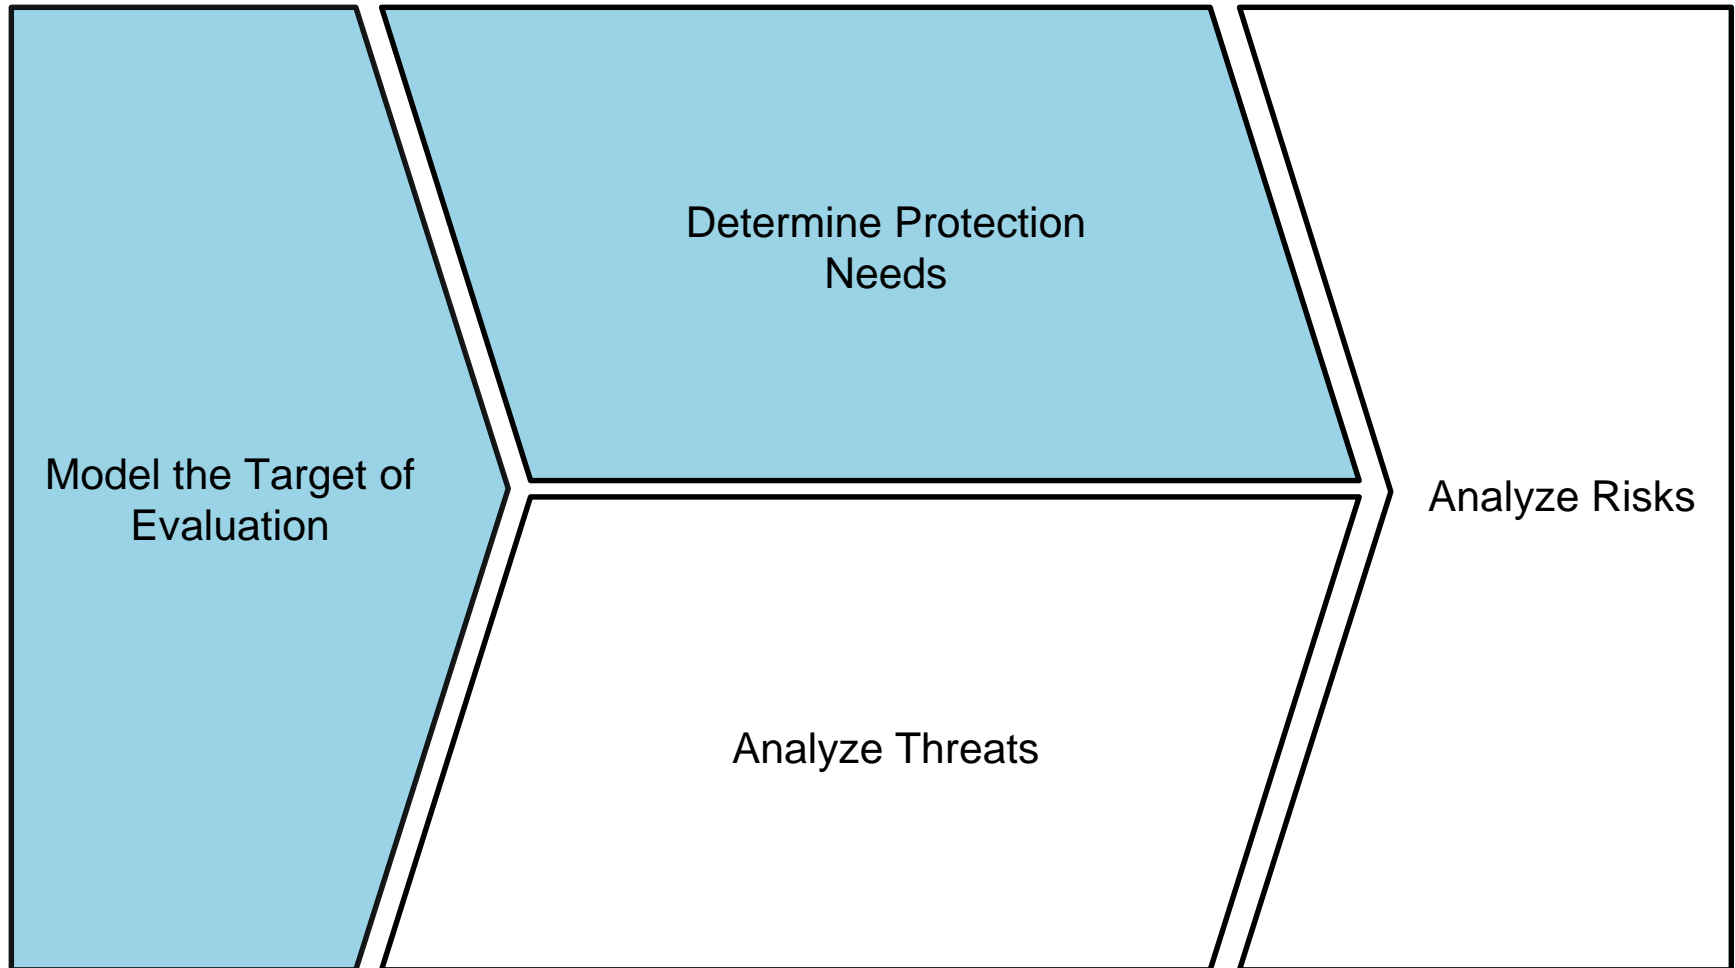 Model the Target of
Evaluation
Determine Protection
Needs
Analyze Threats
Analyze Risks